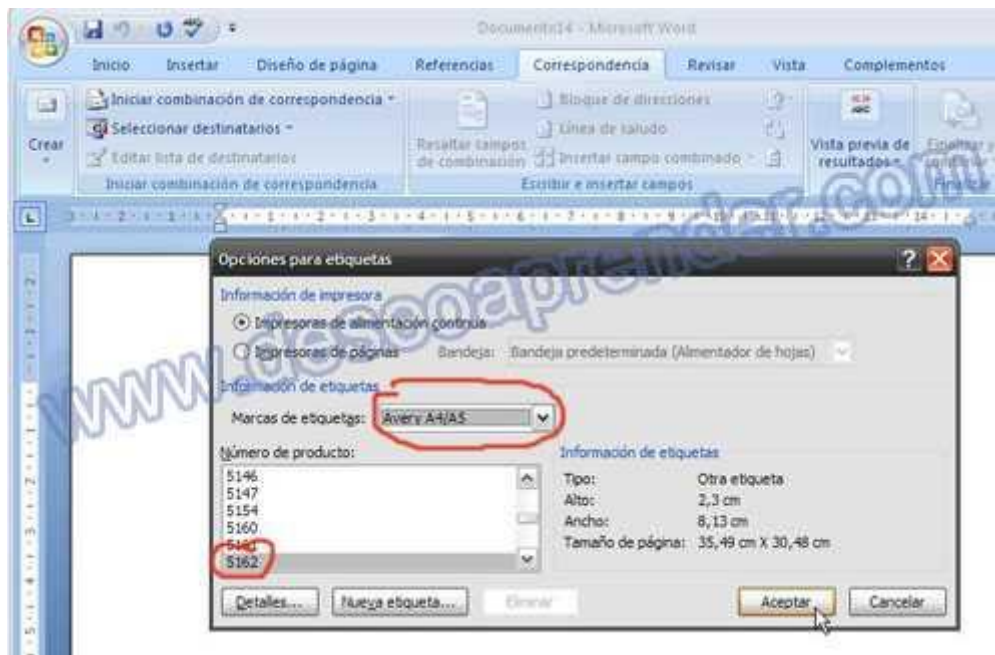 Documento14 - Microsoft Word
Inicio Insertar Diseño de página Referencias Correspondencia Revisar Vista Complementos
Crear
Iniciar combinación de correspondencia
Seleccionar destinatarios
Editar lista de destinatarios
Iniciar combinación de correspondencia
Resaltar campos de combinación
Bloque de direcciones
Línea de saludo
Insertar campo combinado
Escribir e insertar campos
Vista previa de resultados
Finalizar y
Finalizar
www.deseoaprender.com
Opciones para etiquetas
Información de impresora
Impresoras de alimentación continua
Impresoras de páginas Bandeja: Bandeja predeterminada (Alimentador de hojas)
Información de etiquetas
Marcas de etiquetas: Avery A4/A5
Número de producto:
5146
5147
5154
5160
5161
5162
Información de etiquetas
Tipo: Otra etiqueta
Alto: 2,3 cm
Ancho: 8,13 cm
Tamaño de página: 35,49 cm X 30,48 cm
Detalles... Nueva etiqueta... Eliminar Aceptar Cancelar